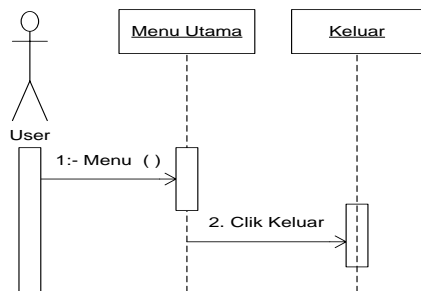 Menu Utama
Keluar
User
1:- Menu ( )
2. Clik Keluar